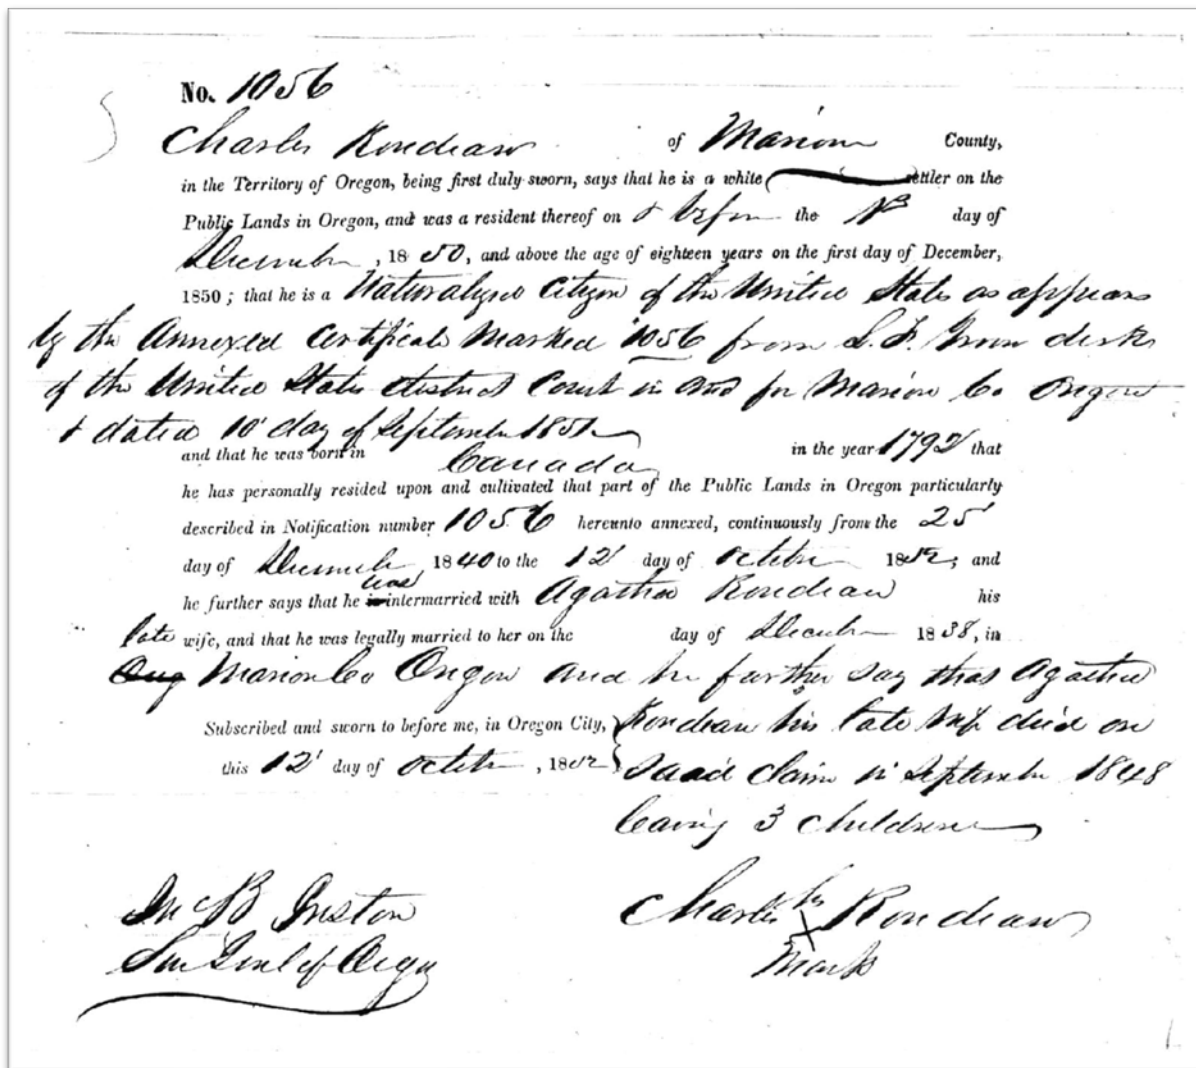 No. 1056
Charles Rondeau of Marion County,
in the Territory of Oregon, being first duly sworn, says that he is a white settler on the
Public Lands in Oregon, and was a resident thereof on & before the 1st day of
December, 1850, and above the age of eighteen years on the first day of December,
1850; that he is a Naturalized Citizen of the United States as appears
by the Annexed Certificate Marked 1056 from clerk
of the United States district Court in and for Marion Co Oregon
& dated 10' day of September 1851
and that he was born in Canada in the year 1792 that
he has personally resided upon and cultivated that part of the Public Lands in Oregon particularly
described in Notification number 1056 hereunto annexed, continuously from the 25'
day of December 1840 to the 12' day of October 1852; and
he further says that he was intermarried with Agatha Rondeau his
late wife, and that he was legally married to her on the day of December 1838, in
Marion Co Oregon and he further say that Agatha
Subscribed and sworn to before me, in Oregon City,
this 12' day of October, 1852
Rondeau his late wife died on
said claim in September 1848
leaving 3 children
Jno B Preston
Sur Genl of Oregn
Charles his X Rondeau
Mark